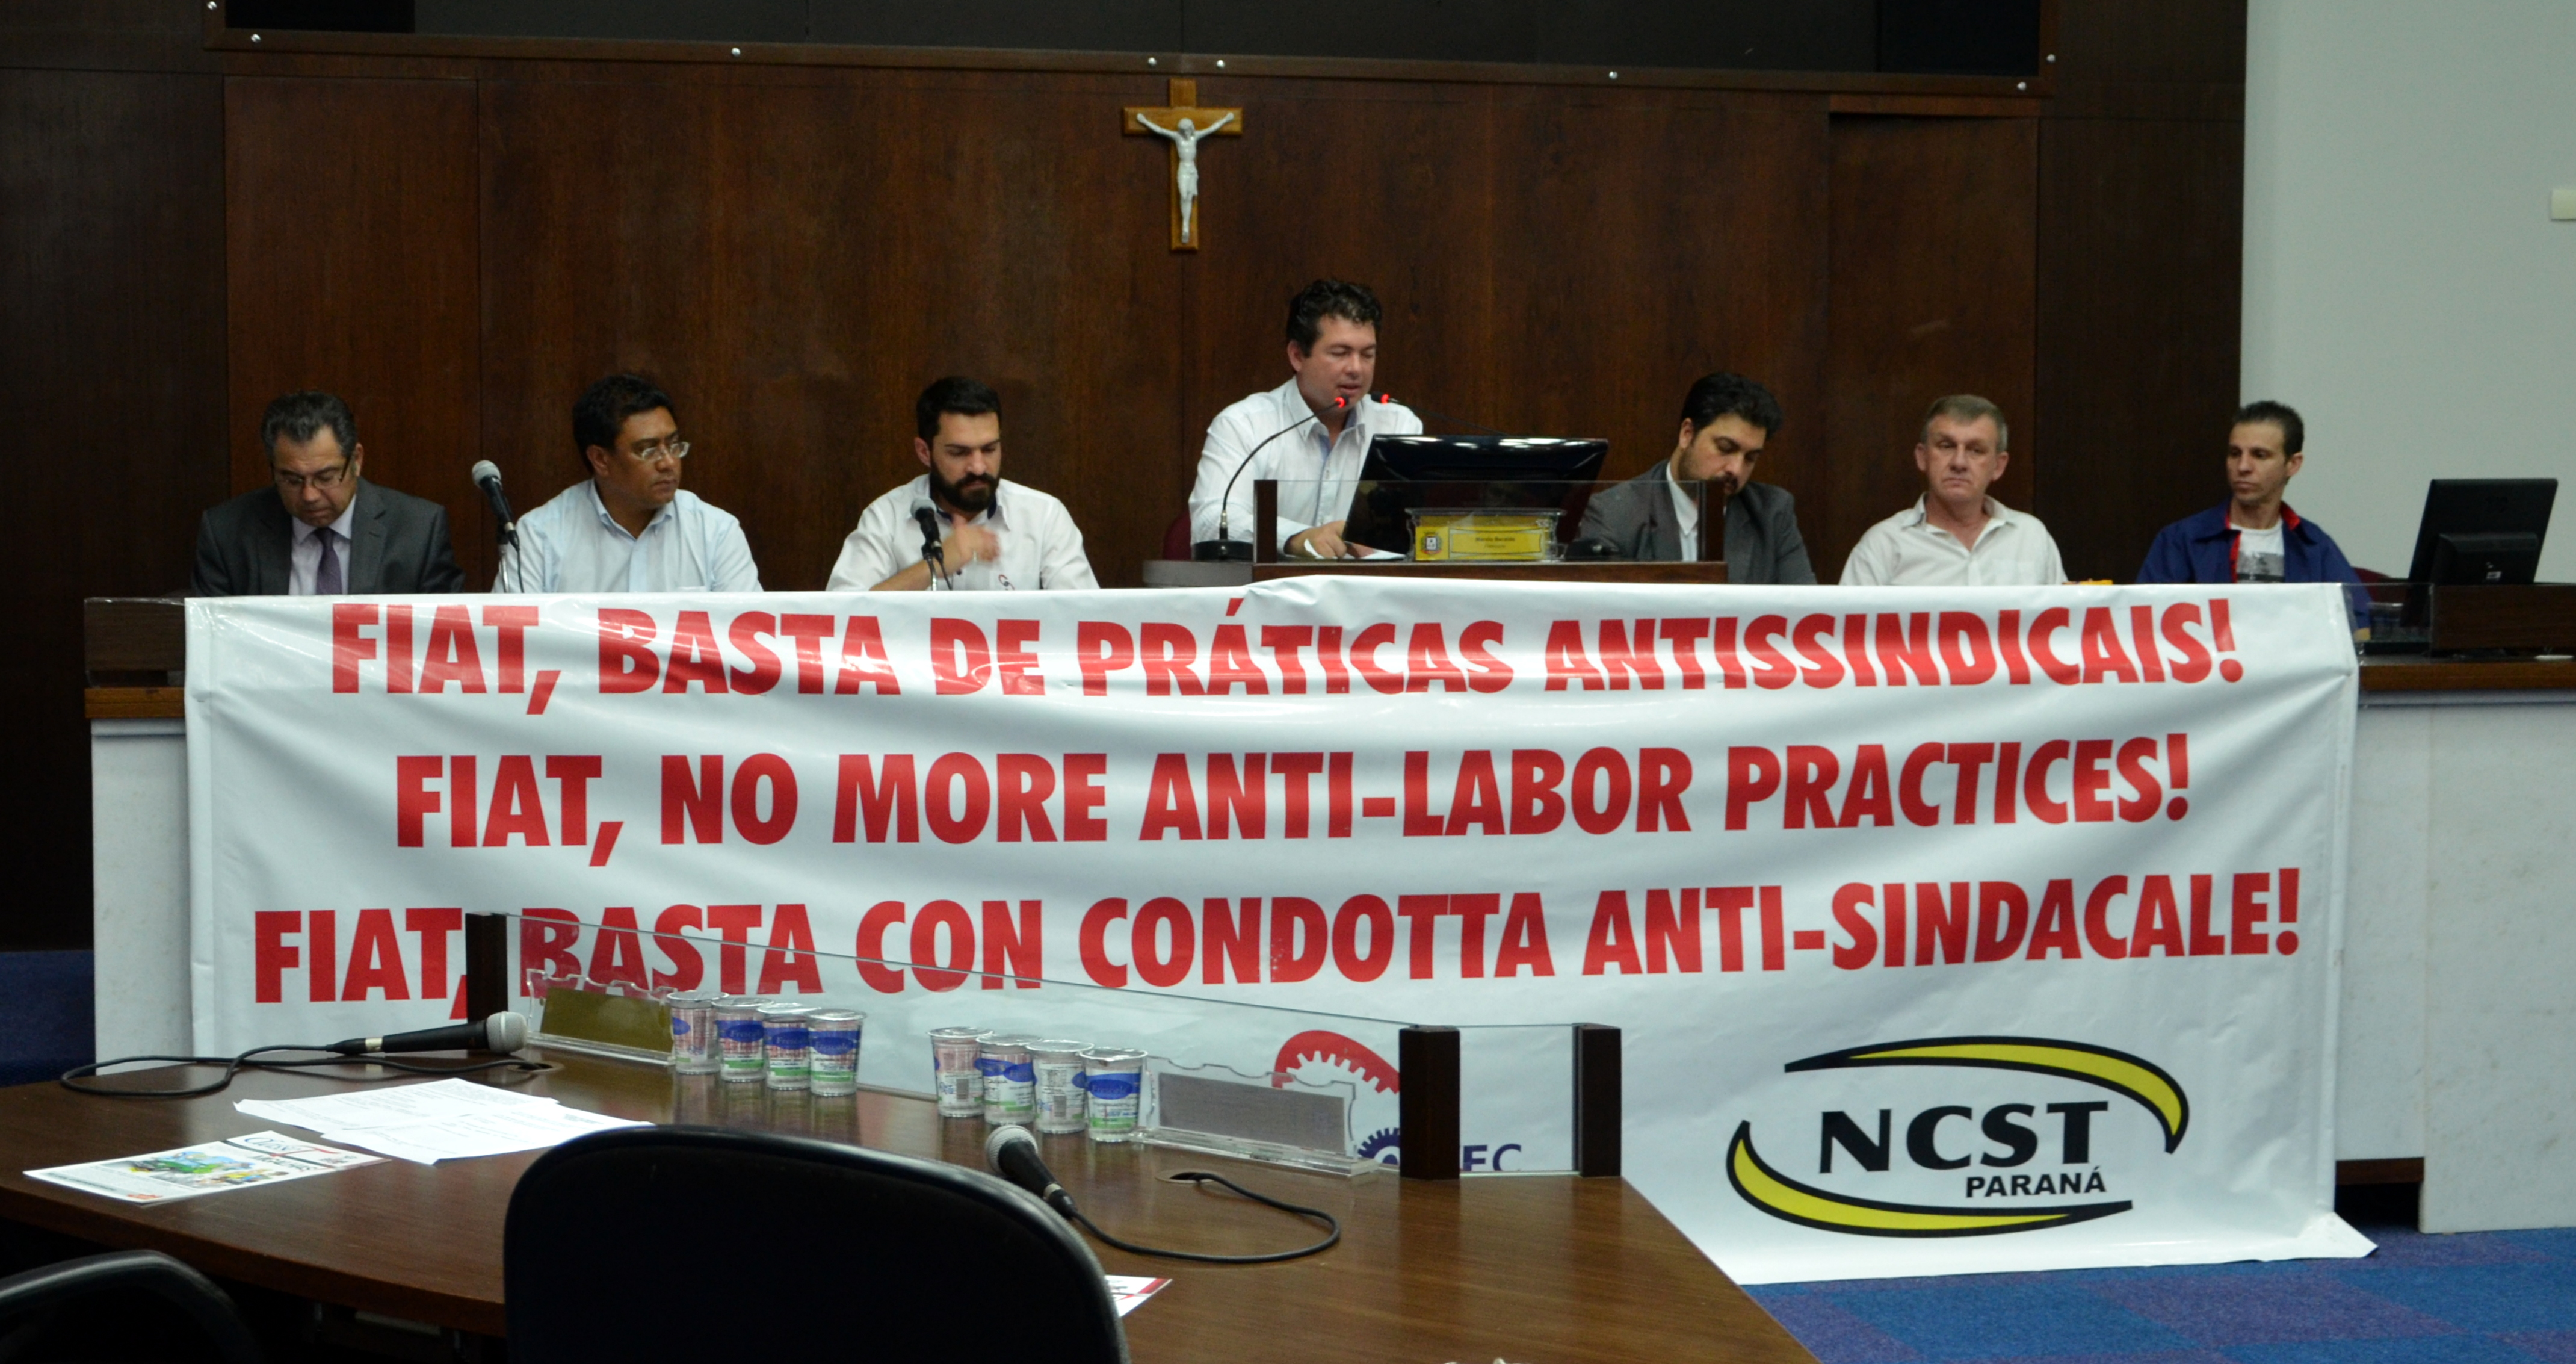 FIAT, BASTA DE PRÁTICAS ANTISSINDICAIS!
FIAT, NO MORE ANTI-LABOR PRACTICES!
FIAT, BASTA CON CONDOTTA ANTI-SINDACALE!
NCST
PARANÁ